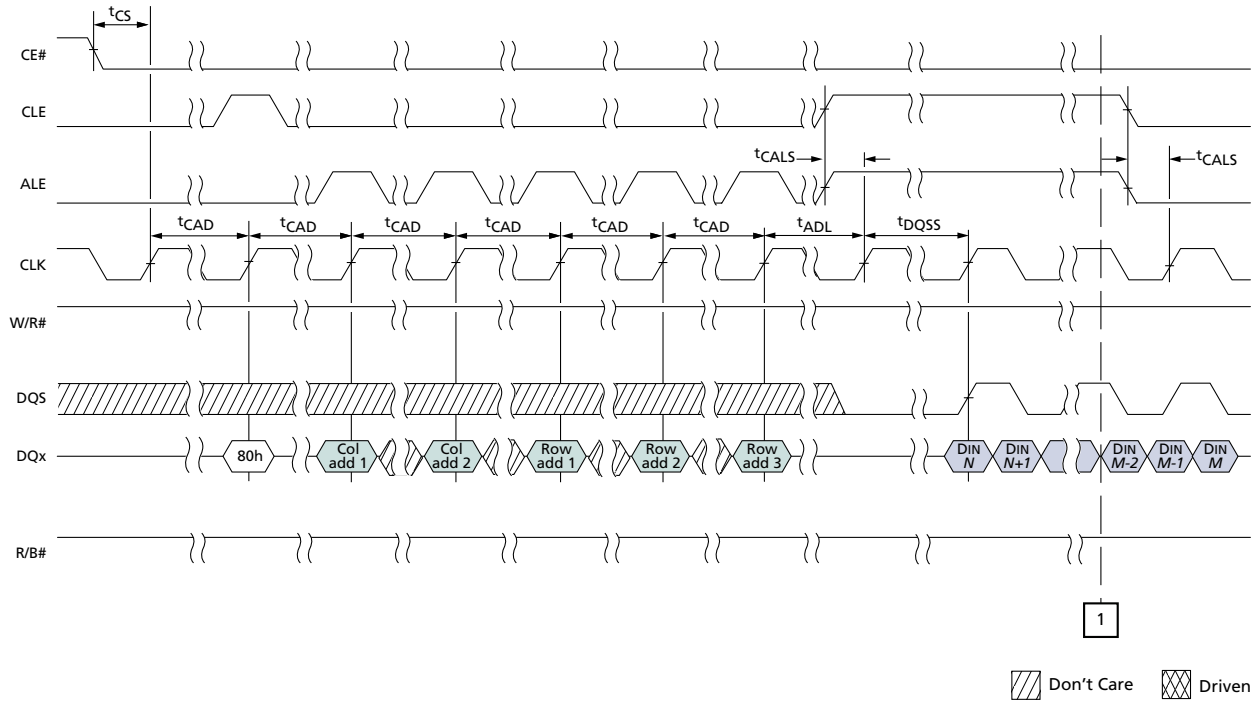 tCS
CE#
CLE
tCALS
tCALS
ALE
tCAD
tCAD
tCAD
tCAD
tCAD
tCAD
tADL
tDQSS
CLK
W/R#
DQS
DQx
80h
Col
add 1
Col
add 2
Row
add 1
Row
add 2
Row
add 3
DIN
N
DIN
N+1
DIN
M-2
DIN
M-1
DIN
M
R/B#
1
Don't Care
Driven